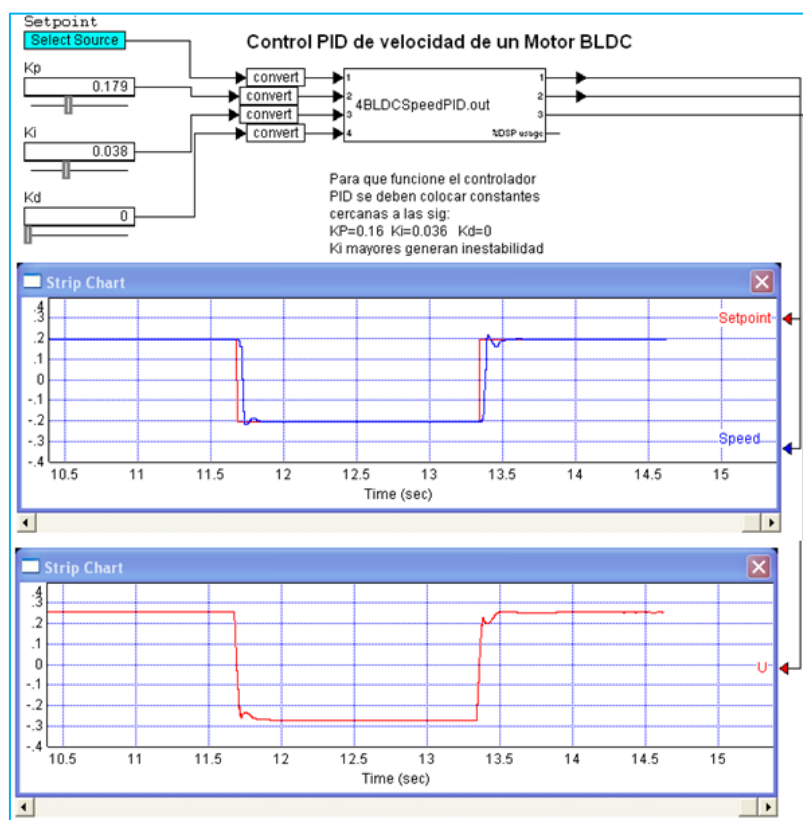 Setpoint
Select Source
Control PID de velocidad de un Motor BLDC
Kp
0.179
Ki
0.038
Kd
0
convert
convert
convert
convert
1
2
3
4
4BLDCSpeedPID.out
1
2
3
%DSP usage
Para que funcione el controlador
PID se deben colocar constantes
cercanas a las sig:
KP=0.16 Ki=0.036 Kd=0
Ki mayores generan inestabilidad
Strip Chart
.4
.3
.2
.1
0
-.1
-.2
-.3
-.4
Setpoint
Speed
10.5 11 11.5 12 12.5 13 13.5 14 14.5 15
Time (sec)
Strip Chart
.4
.3
.2
.1
0
-.1
-.2
-.3
-.4
U
10.5 11 11.5 12 12.5 13 13.5 14 14.5 15
Time (sec)